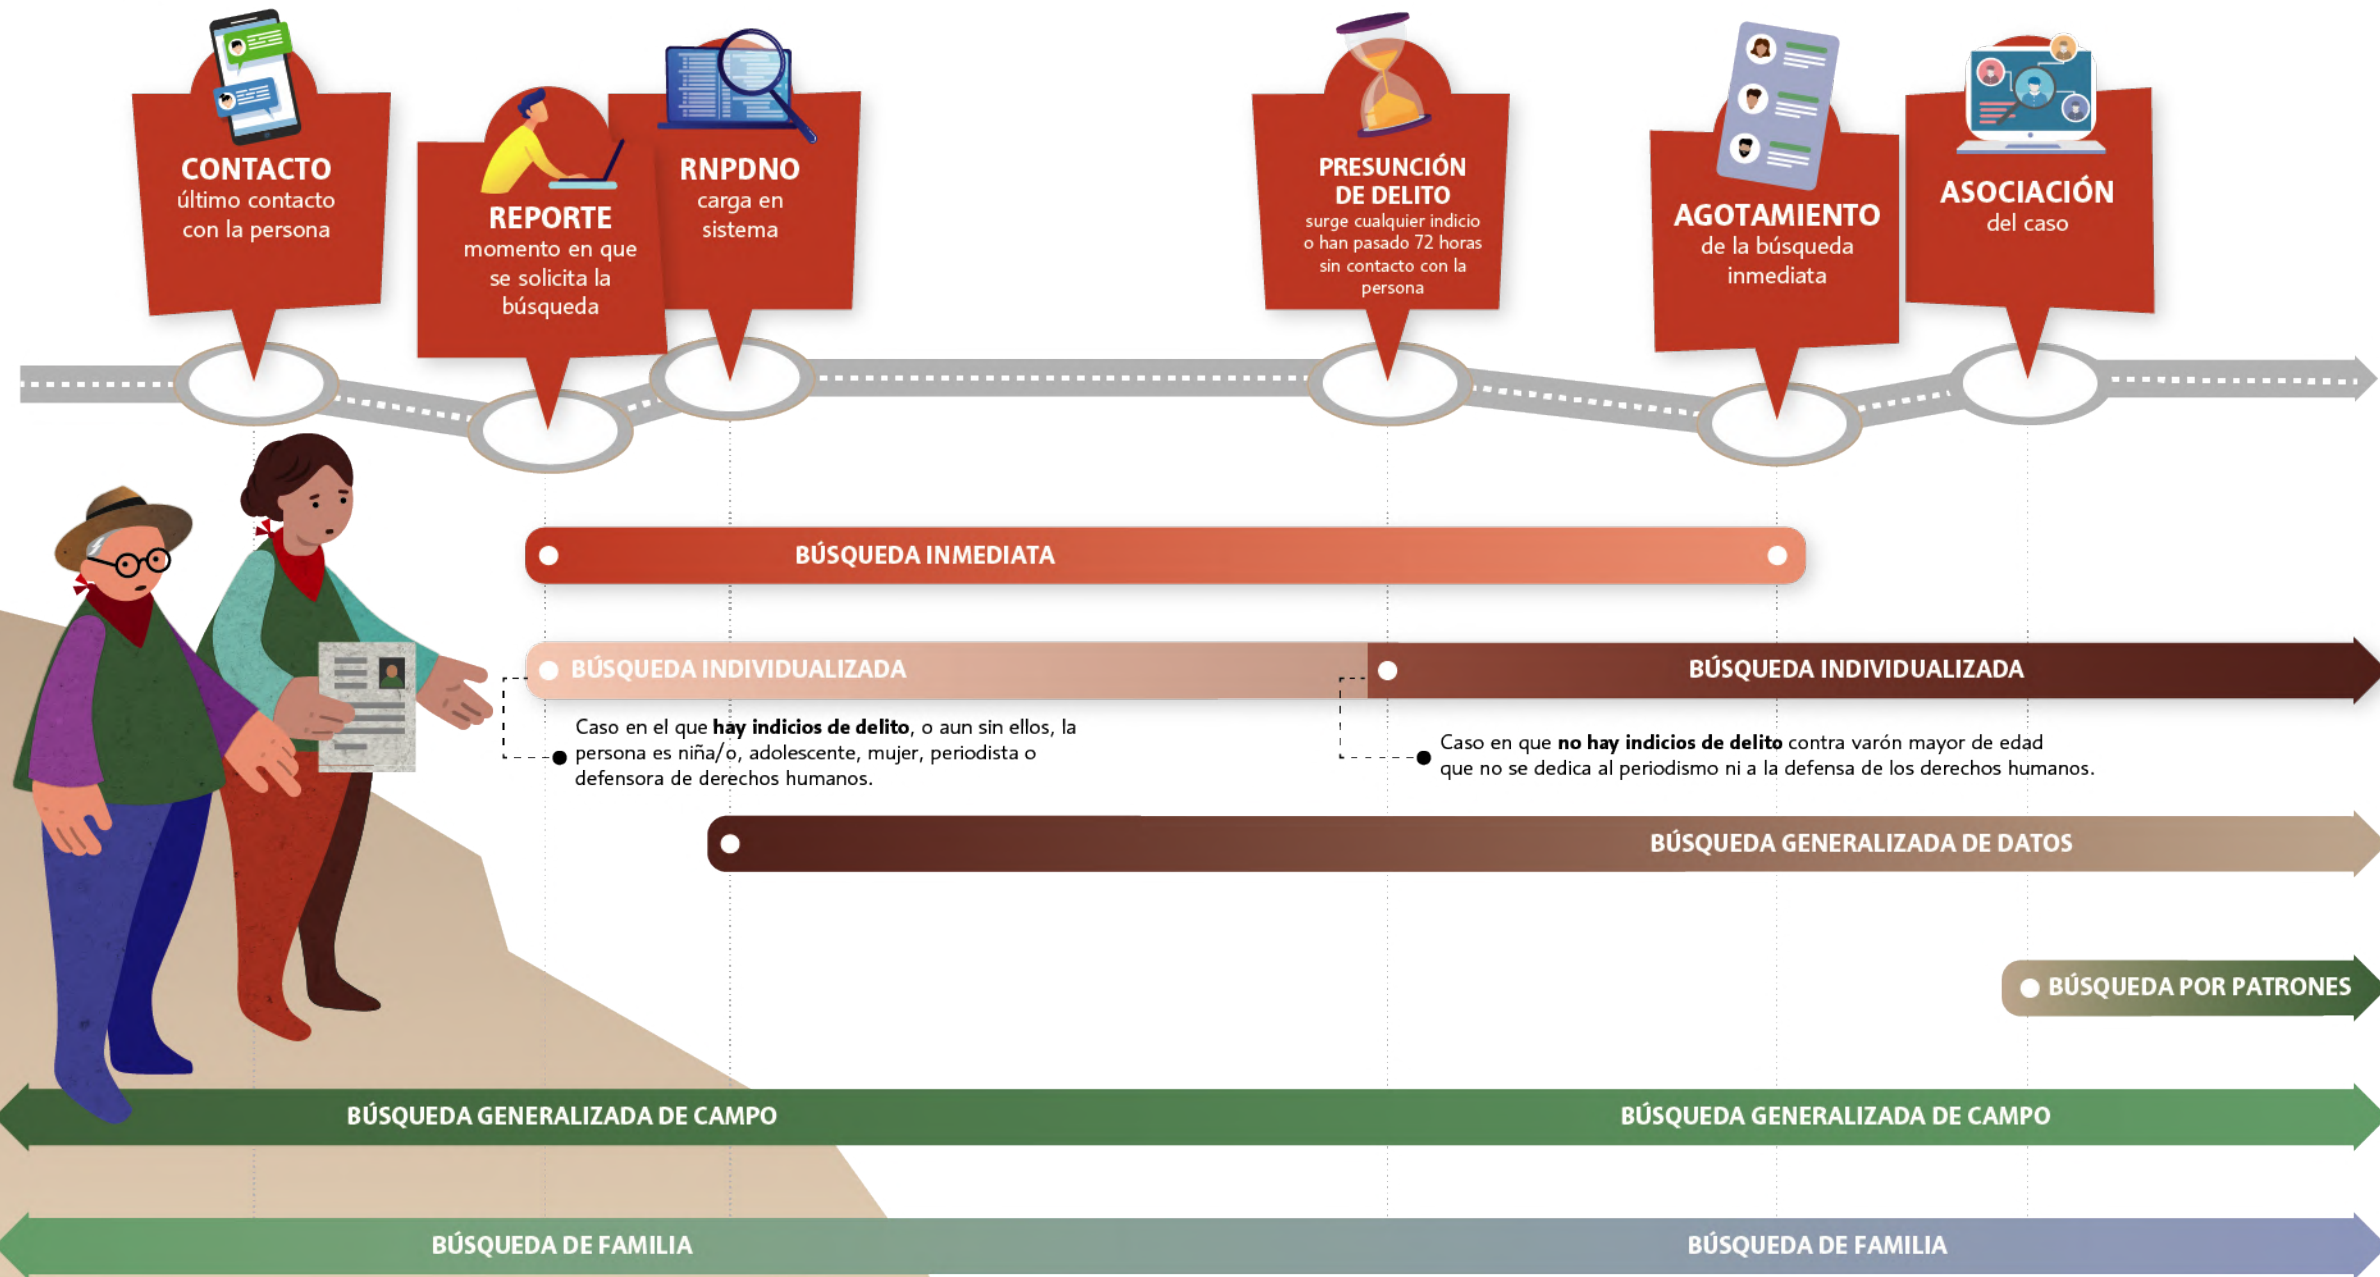 CONTACTO
último contacto
con la persona
REPORTE
momento en que
se solicita la
búsqueda
RNPDNO
carga en
sistema
PRESUNCIÓN
DE DELITO
surge cualquier indicio
o han pasado 72 horas
sin contacto con la
persona
AGOTAMIENTO
de la búsqueda
inmediata
ASOCIACIÓN
del caso
BÚSQUEDA INMEDIATA
BÚSQUEDA INDIVIDUALIZADA
BÚSQUEDA INDIVIDUALIZADA
Caso en el que hay indicios de delito, o aun sin ellos, la
persona es niña/o, adolescente, mujer, periodista o
defensora de derechos humanos.
Caso en que no hay indicios de delito contra varón mayor de edad
que no se dedica al periodismo ni a la defensa de los derechos humanos.
BÚSQUEDA GENERALIZADA DE DATOS
BÚSQUEDA POR PATRONES
BÚSQUEDA GENERALIZADA DE CAMPO
BÚSQUEDA GENERALIZADA DE CAMPO
BÚSQUEDA DE FAMILIA
BÚSQUEDA DE FAMILIA